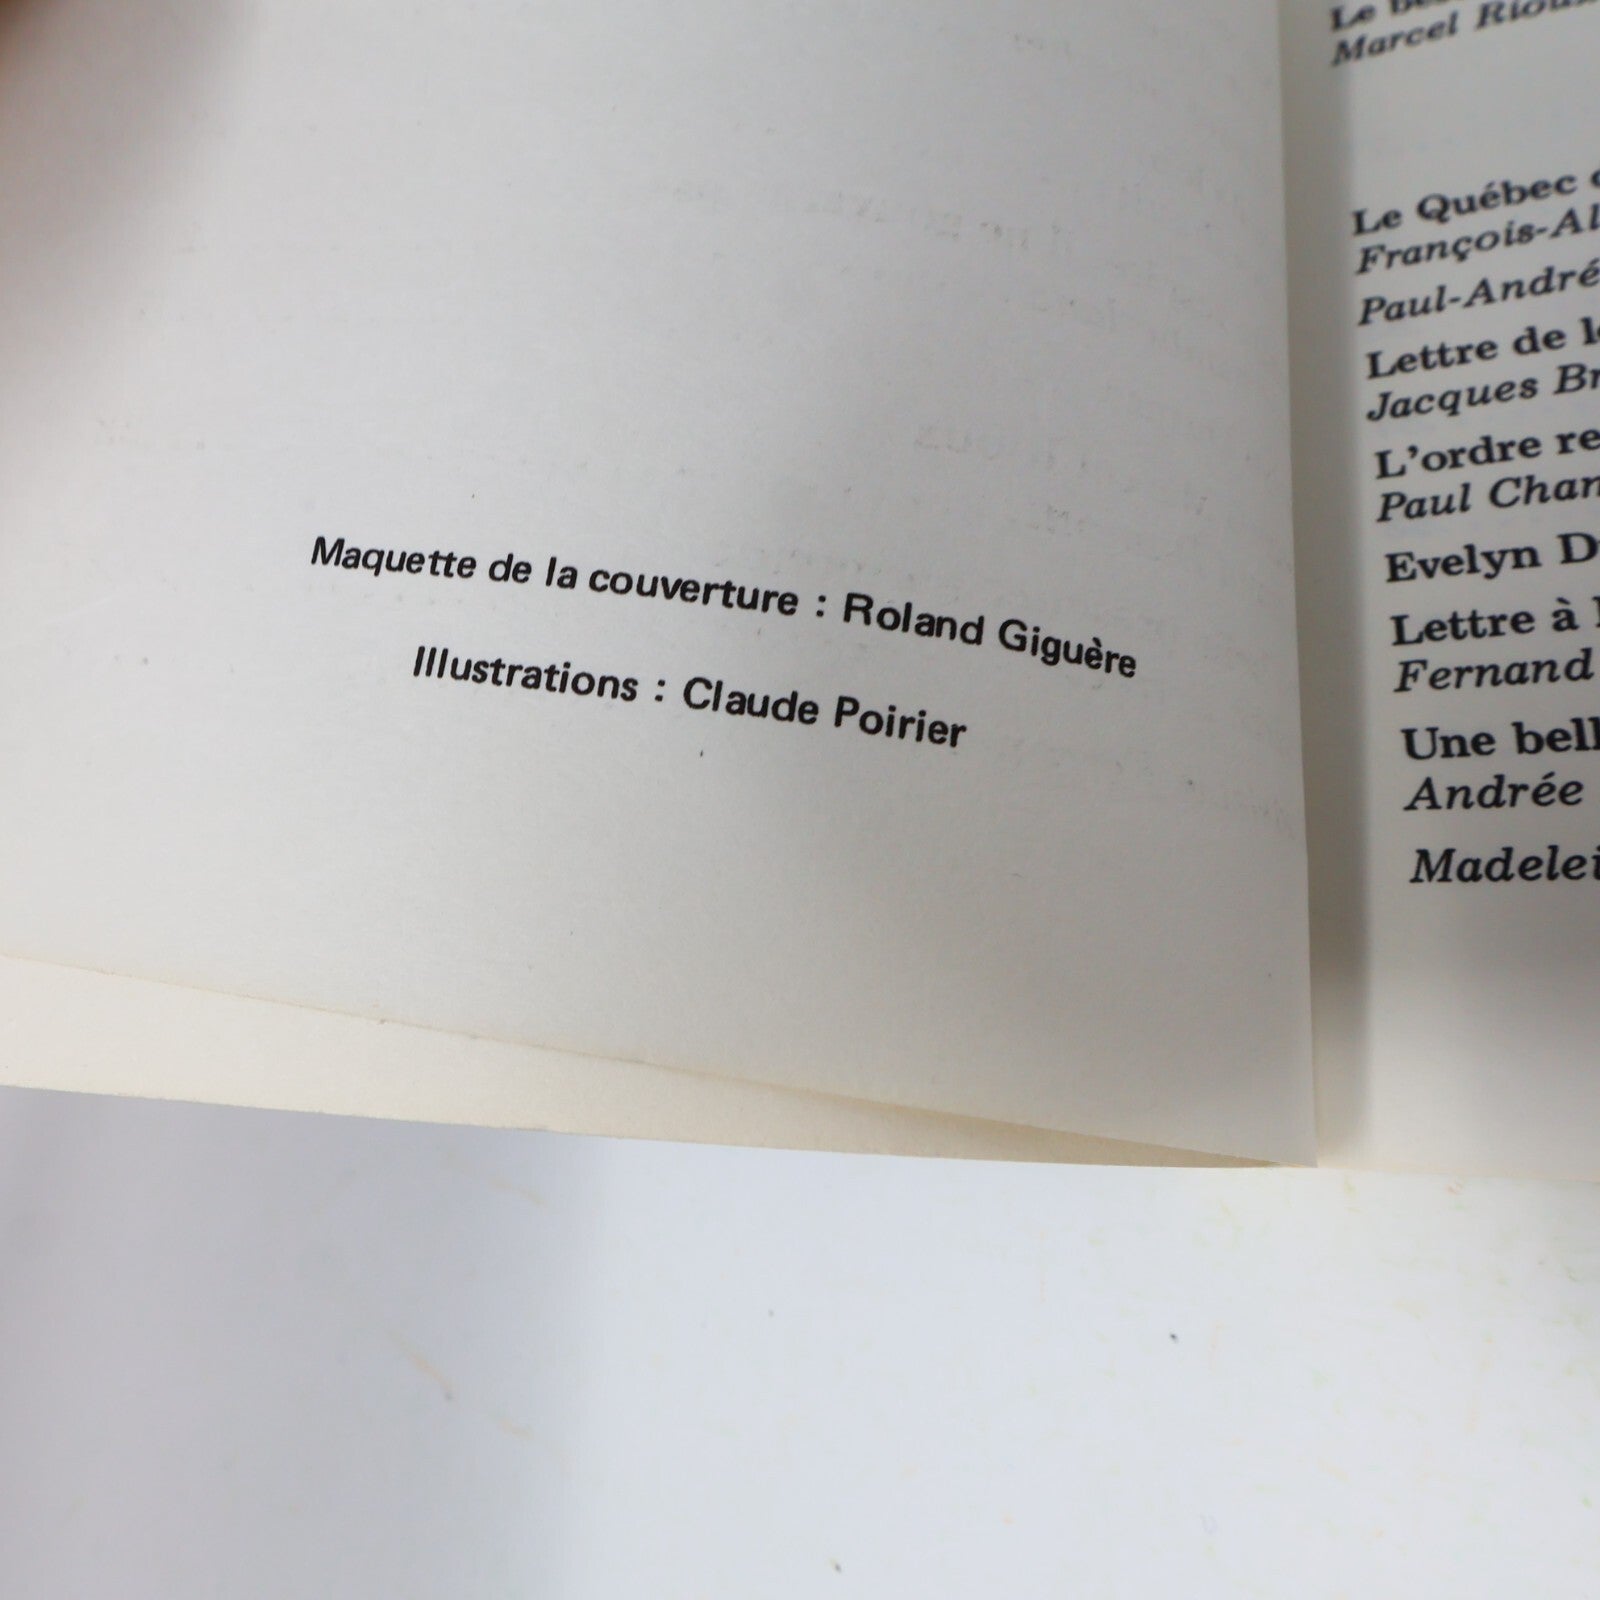 Maquette de la couverture : Roland Giguère
Illustrations : Claude Poirier
Le
Marcel
Le Québec
François-Al
Paul-André
Lettre de
Jacques Br
L'ordre re
Paul Chan
Evelyn
Lettre à
Fernand
Une bell
Andrée
Madelei